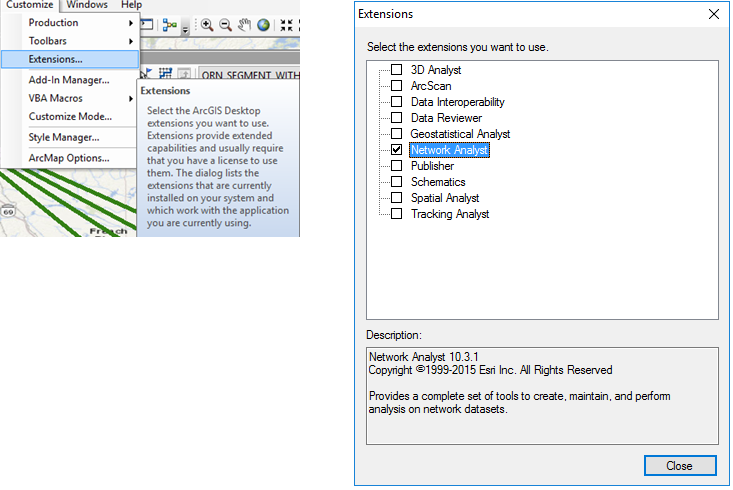 Customize Windows Help
Production
Toolbars
Extensions...
Add-In Manager...
VBA Macros
Customize Mode...
Style Manager...
ArcMap Options...
ORN_SEGMENT_WITH
Extensions
Select the ArcGIS Desktop
extensions you want to use.
Extensions provide extended
capabilities and usually require
that you have a license to use
them. The dialog lists the
extensions that are currently
installed on your system and
which work with the application
you are currently using.
69
French
Extensions
Select the extensions you want to use.
3D Analyst
ArcScan
Data Interoperability
Data Reviewer
Geostatistical Analyst
Network Analyst
Publisher
Schematics
Spatial Analyst
Tracking Analyst
Description:
Network Analyst 10.3.1
Copyright ©1999-2015 Esri Inc. All Rights Reserved
Provides a complete set of tools to create, maintain, and perform
analysis on network datasets.
Close